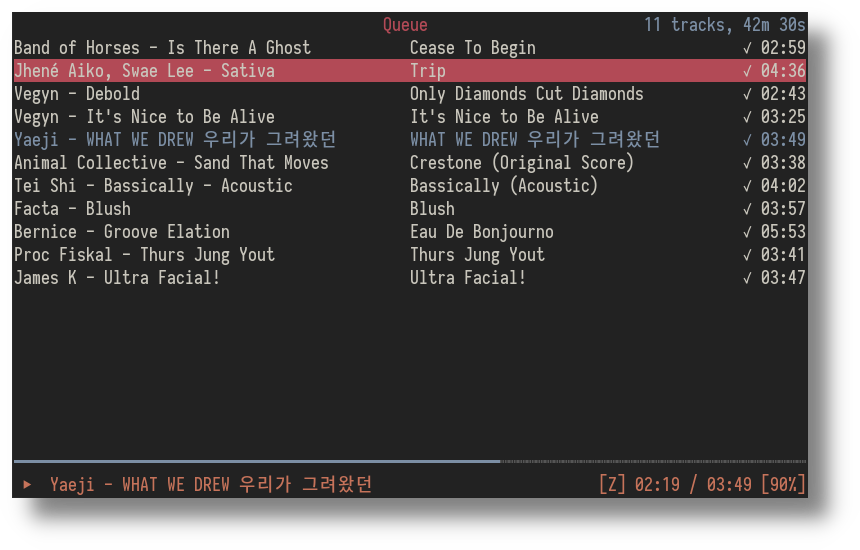 Queue 11 tracks, 42m 30s
Band of Horses - Is There A Ghost Cease To Begin ✓ 02:59
Jhené Aiko, Swae Lee - Sativa Trip ✓ 04:36
Vegyn - Debold Only Diamonds Cut Diamonds ✓ 02:43
Vegyn - It's Nice to Be Alive It's Nice to Be Alive ✓ 03:25
Yaeji - WHAT WE DREW 우리가 그려왔던 WHAT WE DREW 우리가 그려왔던 ✓ 03:49
Animal Collective - Sand That Moves Crestone (Original Score) ✓ 03:38
Tei Shi - Bassically - Acoustic Bassically (Acoustic) ✓ 04:02
Facta - Blush Blush ✓ 03:57
Bernice - Groove Elation Eau De Bonjourno ✓ 05:53
Proc Fiskal - Thurs Jung Yout Thurs Jung Yout ✓ 03:41
James K - Ultra Facial! Ultra Facial! ✓ 03:47
▶ Yaeji - WHAT WE DREW 우리가 그려왔던 [Z] 02:19 / 03:49 [90%]